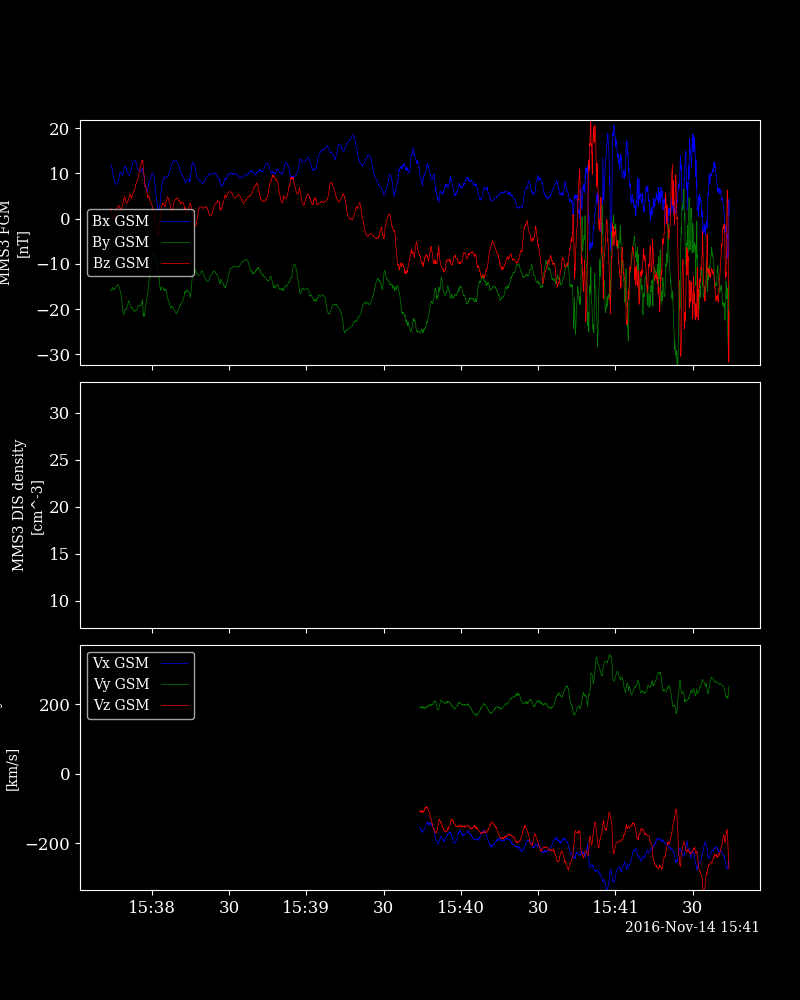 20
10
0
−10
−20
−30
MMS3 FGM
[nT]
Bx GSM
By GSM
Bz GSM
30
25
20
15
10
MMS3 DIS density
[cm^-3]
200
0
−200
[km/s]
Vx GSM
Vy GSM
Vz GSM
15:38 30 15:39 30 15:40 30 15:41 30
2016-Nov-14 15:41